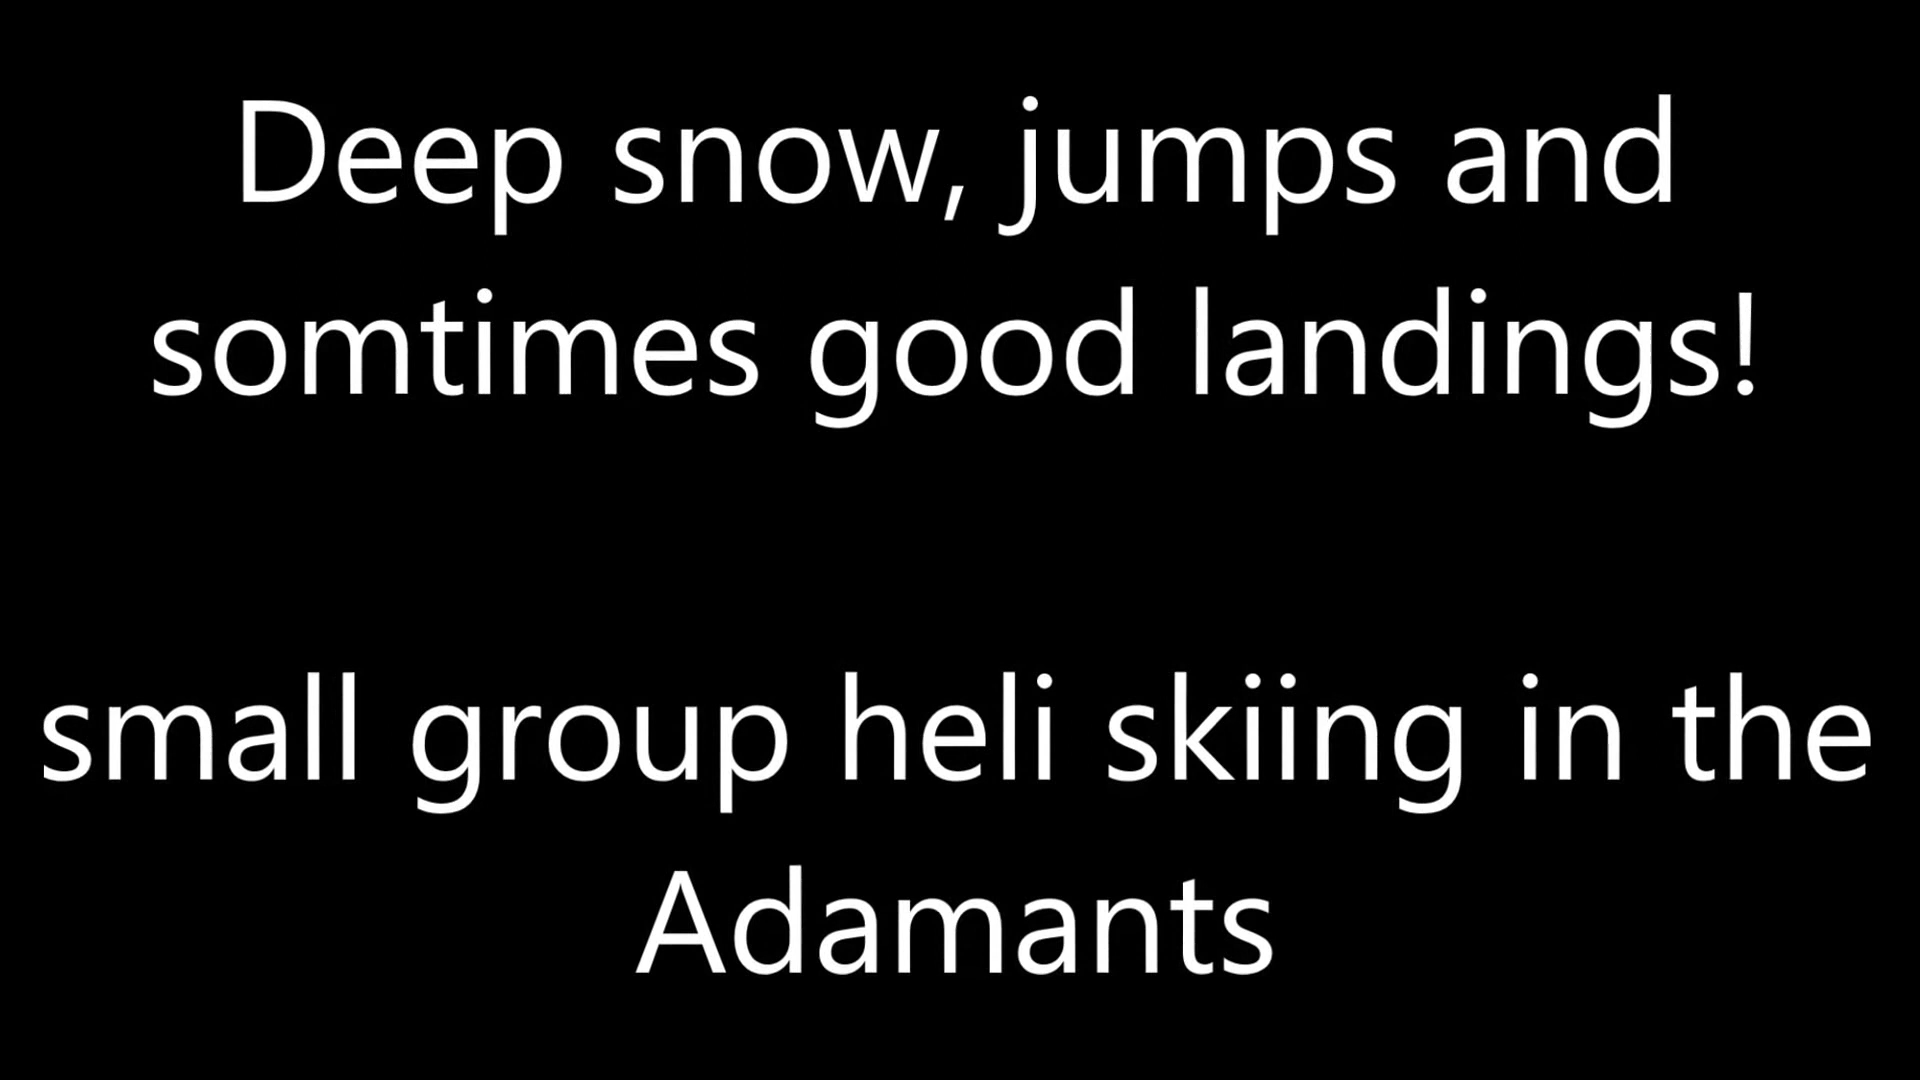 Deep snow, jumps and
somtimes good landings!
small group heli skiing in the
Adamants